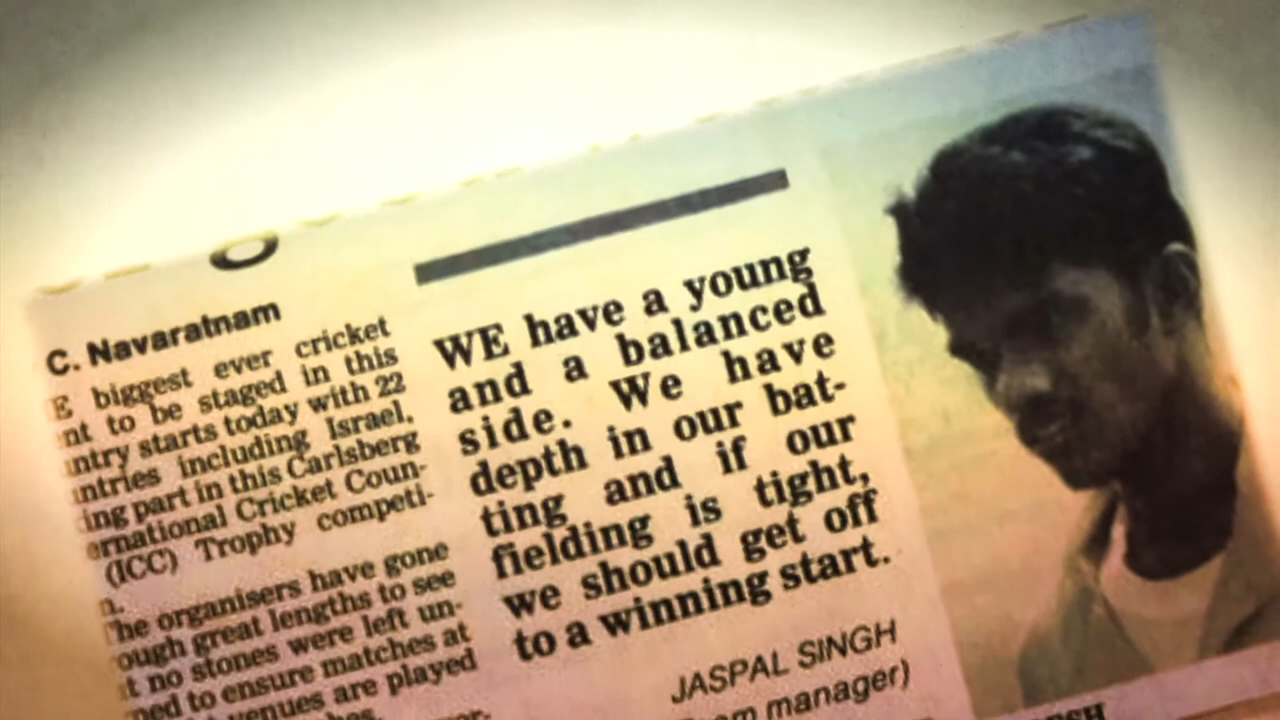 C. Navaratnam
E biggest ever cricket
nt to be staged in this
ntry starts today with 22
ntries including Israel,
ing part in this Carlsberg
ernational Cricket Coun-
(ICC) Trophy competi-
n.
he organisers have gone
ough great lengths to see
t no stones were left un-
ned to ensure matches at
venues are played
WE have a young
and a balanced
side. We have
depth in our bat-
ting and if our
fielding is tight,
we should get off
to a winning start.
JASPAL SINGH
manager)